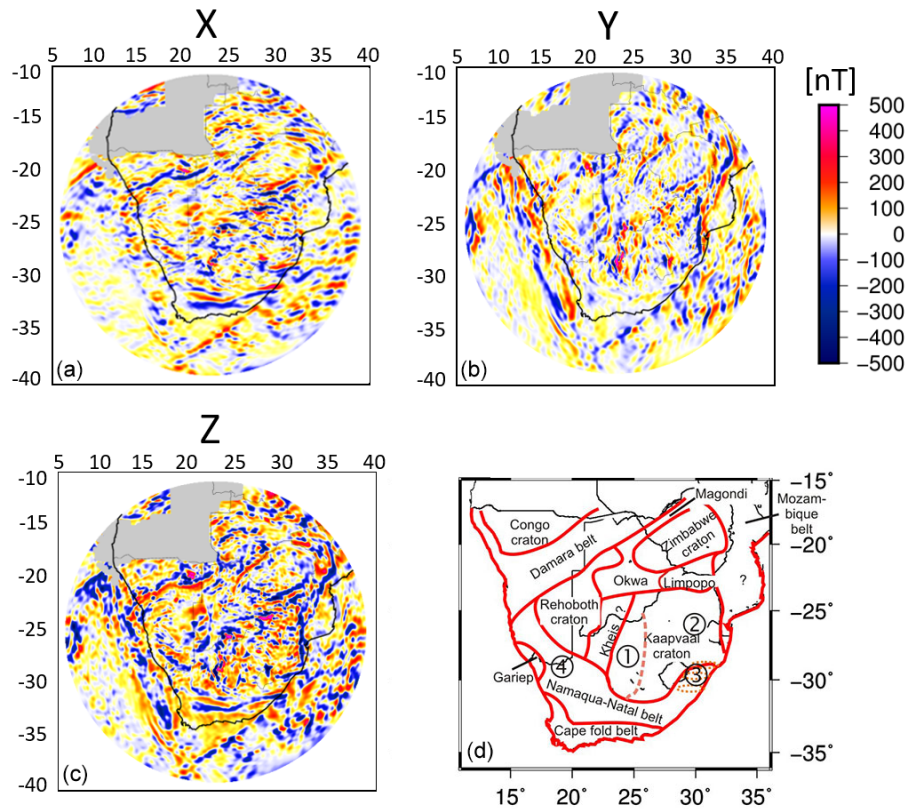 X
Y
5 10 15 20 25 30 35 40
5 10 15 20 25 30 35 40
[nT]
-10
-15
-20
-25
-30
-35
-40
(a)
-10
-15
-20
-25
-30
-35
-40
(b)
500
400
300
200
100
0
−100
−200
−300
−400
−500
Z
5 10 15 20 25 30 35 40
-10
-15
-20
-25
-30
-35
-40
(c)
Magondi
Mozam-
bique
belt
Congo
craton
Zimbabwe
craton
Damara belt
Okwa
Limpopo
?
Rehoboth
craton
Kheis ?
Kaapvaal
craton
1
2
3
4
Gariep
Namaqua-Natal belt
Cape fold belt
(d)
−15°
−20°
−25°
−30°
−35°
15° 20° 25° 30° 35°